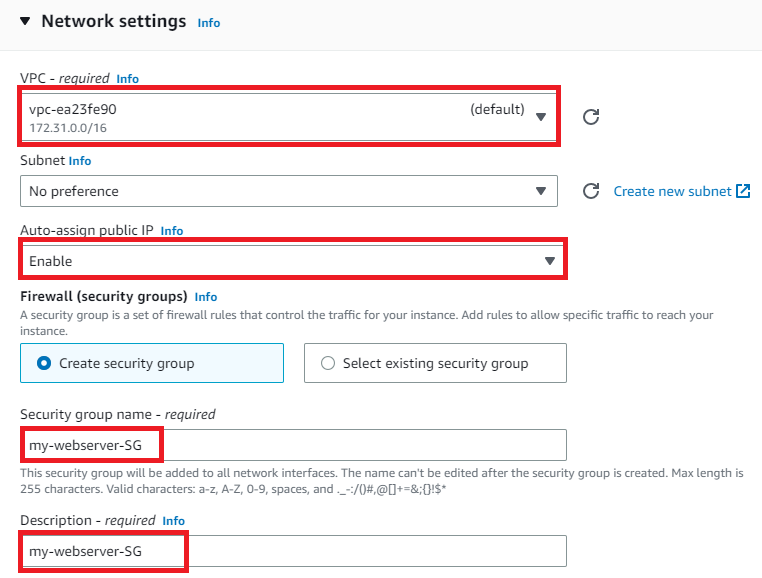 Network settings Info
VPC - required Info
vpc-ea23fe90 (default)
172.31.0.0/16
Subnet Info
No preference
Create new subnet
Auto-assign public IP Info
Enable
Firewall (security groups) Info
A security group is a set of firewall rules that control the traffic for your instance. Add rules to allow specific traffic to reach your
instance.
Create security group
Select existing security group
Security group name - required
my-webserver-SG
This security group will be added to all network interfaces. The name can't be edited after the security group is created. Max length is
255 characters. Valid characters: a-z, A-Z, 0-9, spaces, and ._-:/()#,@[]+=&;{}!$*
Description - required Info
my-webserver-SG